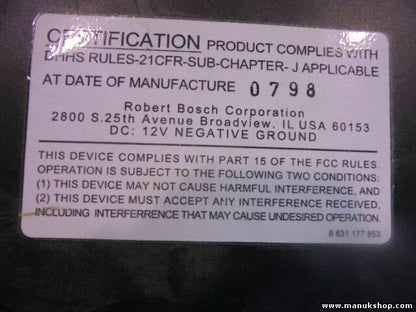 CERTIFICATION PRODUCT COMPLIES WITH
DHHS RULES-21CFR-SUB-CHAPTER- J APPLICABLE
AT DATE OF MANUFACTURE 0798
Robert Bosch Corporation
2800 S.25th Avenue Broadview. IL USA 60153
DC: 12V NEGATIVE GROUND
THIS DEVICE COMPLIES WITH PART 15 OF THE FCC RULES.
OPERATION IS SUBJECT TO THE FOLLOWING TWO CONDITIONS:
(1) THIS DEVICE MAY NOT CAUSE HARMFUL INTERFERENCE, AND
(2) THIS DEVICE MUST ACCEPT ANY INTERFERENCE RECEIVED,
INCLUDING INTERFERRENCE THAT MAY CAUSE UNDESIRED OPERATION.
8 631 177 853
www.manukshop.com